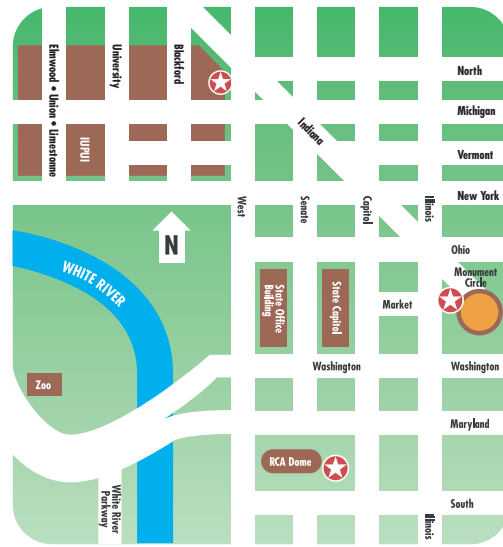 Elmwood • Union • Limestonne
University
Blackford
North
Michigan
Indiana
Vermont
IUPUI
New York
West
Senate
Capitol
Illinois
Ohio
N
WHITE RIVER
Monument
Circle
State Office
Building
State Capitol
Market
Washington
Washington
Zoo
Maryland
RCA Dome
White River
Parkway
South
Illinois